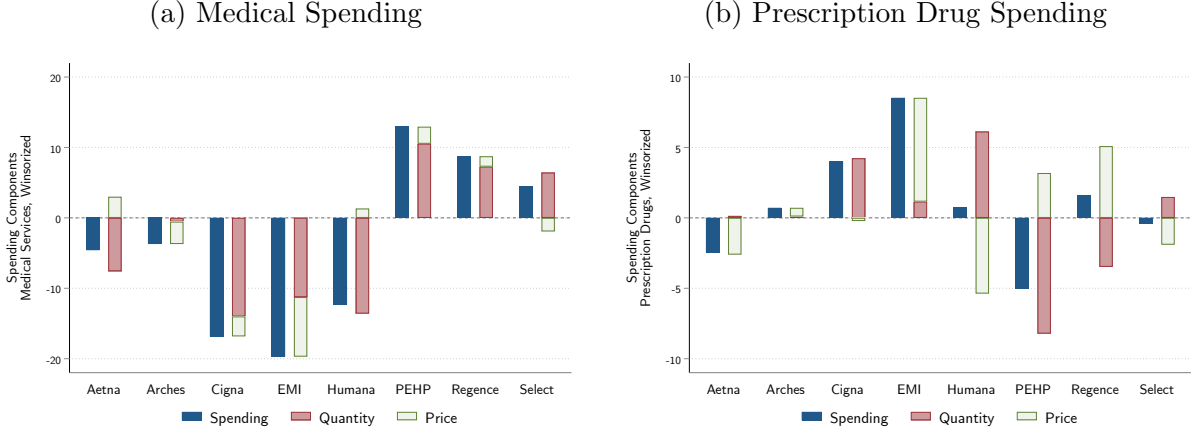 (a) Medical Spending
Spending Components
Medical Services, Winsorized
20
10
0
-10
-20
Aetna Arches Cigna EMI Humana PEHP Regence Select
Spending Quantity Price
(b) Prescription Drug Spending
Spending Components
Prescription Drugs, Winsorized
10
5
0
-5
-10
Aetna Arches Cigna EMI Humana PEHP Regence Select
Spending Quantity Price